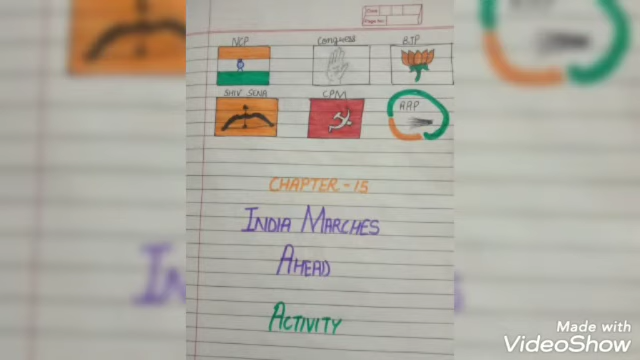 Date
Page No.
NCP Congress BJP
SHIV SENA CPM
AAP
CHAPTER-15
INDIA MARCHES
AHEAD
ACTIVITY
Made with
VideoShow